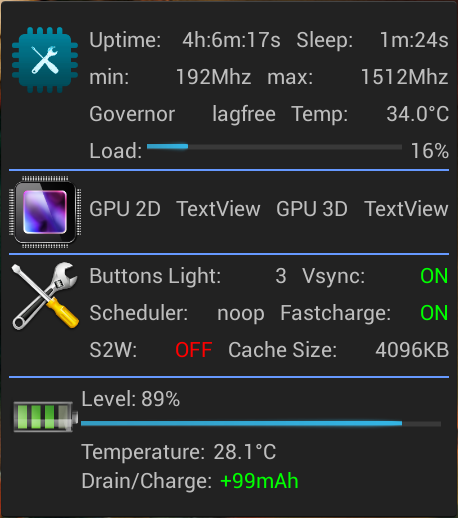 Uptime: 4h:6m:17s Sleep: 1m:24s
min: 192Mhz max: 1512Mhz
Governor lagfree Temp: 34.0°C
Load: 16%
GPU 2D TextView GPU 3D TextView
Buttons Light: 3 Vsync: ON
Scheduler: noop Fastcharge: ON
S2W: OFF Cache Size: 4096KB
Level: 89%
Temperature: 28.1°C
Drain/Charge: +99mAh